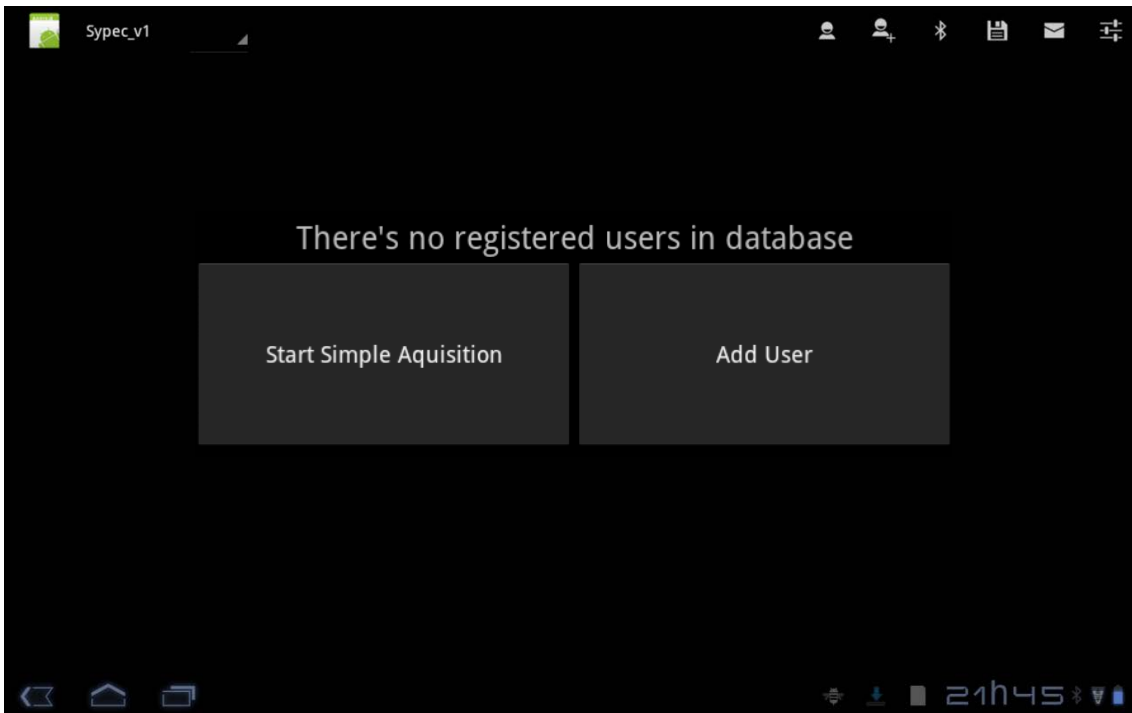 Sypec_v1
There's no registered users in database
Start Simple Aquisition
Add User
21h45